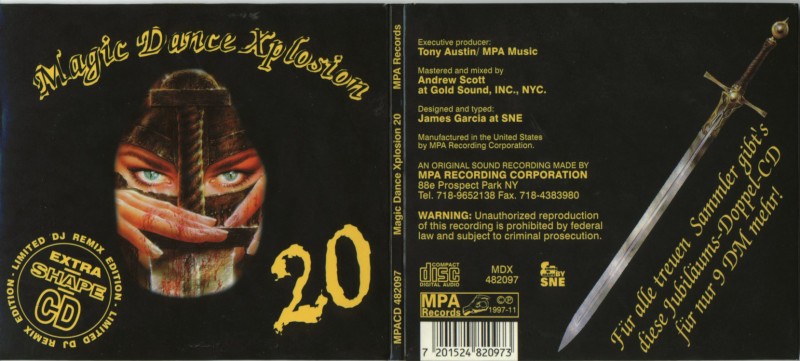 Magic Dance Xplosion
LIMITED DJ REMIX EDITION · LIMITED DJ REMIX EDITION ·
EXTRA
SHAPE
CD
20
MPA Records
Magic Dance Xplosion 20
MPACD 482097
Executive producer:
Tony Austin/ MPA Music
Mastered and mixed by
Andrew Scott
at Gold Sound, INC., NYC.
Designed and typed:
James Garcia at SNE
Manufactured in the United States
by MPA Recording Corporation.
AN ORIGINAL SOUND RECORDING MADE BY
MPA RECORDING CORPORATION
88e Prospect Park NY
Tel. 718-9652138 Fax. 718-4383980
WARNING: Unauthorized reproduction
of this recording is prohibited by federal
law and subject to criminal prosecution.
COMPACT
disc
DIGITAL AUDIO
MDX
482097
BY
SNE
MPA
Records
© ℗
1997-11
7 201524 820973
Für alle treuen Sammler gibt's
diese Jubiläums-Doppel-CD
für nur 9 DM mehr!